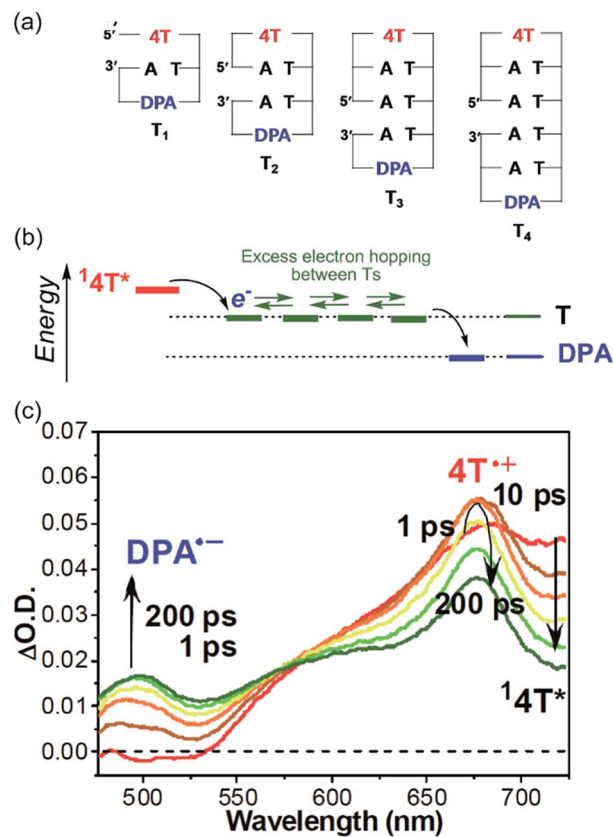 (a)
5′ 4T
3′ A T
DPA
T1
4T
5′ A T
3′ A T
DPA
T2
4T
A T
5′ A T
3′ A T
DPA
T3
4T
A T
5′ A T
3′ A T
A T
DPA
T4
(b)
Energy
¹4T*
Excess electron hopping
between Ts
e⁻
T
DPA
(c)
ΔO.D.
0.07
0.06
0.05
0.04
0.03
0.02
0.01
0.00
4T•+
10 ps
1 ps
200 ps
DPA•−
200 ps
1 ps
¹4T*
500 550 600 650 700
Wavelength (nm)